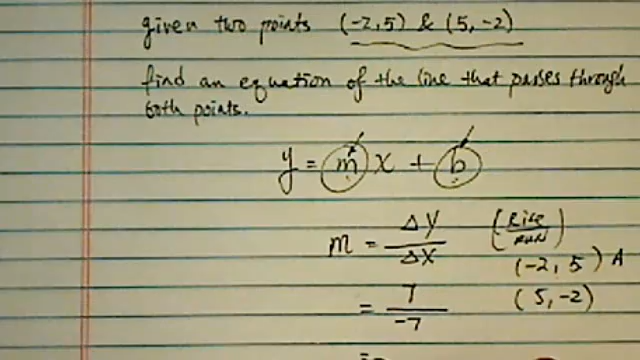 given two points (-2,5) & (5,-2)
find an equation of the line that passes through
both points.
y = mx + b
m = ΔY/ΔX (RISE/RUN)
(-2, 5) A
= 7/-7 (5,-2)